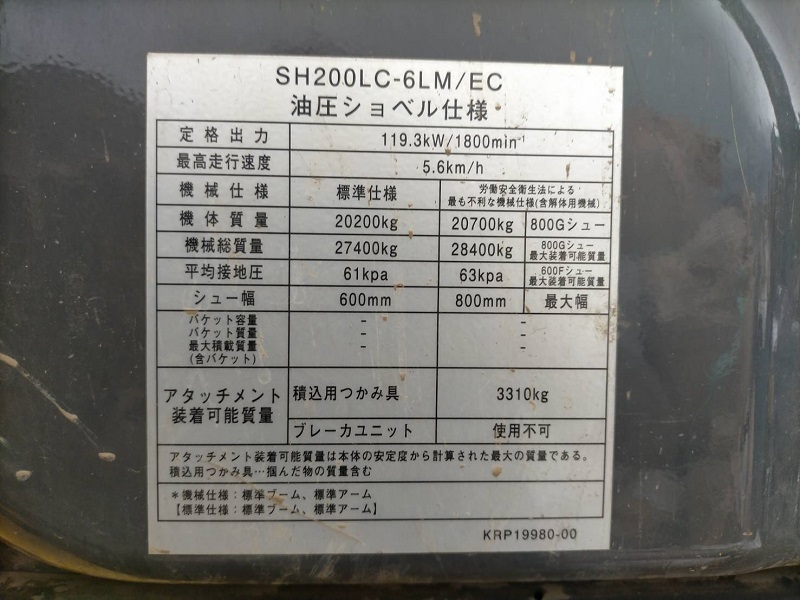 SH200LC-6LM/EC
油圧ショベル仕様
定格出力 119.3kW/1800min⁻¹
最高走行速度 5.6km/h
機械仕様 標準仕様 労働安全衛生法による
最も不利な機械仕様(含解体用機械)
機体質量 20200kg 20700kg 800Gシュー
機械総質量 27400kg 28400kg 800Gシュー
最大装着可能質量
平均接地圧 61kpa 63kpa 600Fシュー
最大装着可能質量
シュー幅 600mm 800mm 最大幅
バケット容量 - -
バケット質量 - -
最大積載質量 - -
(含バケット)
アタッチメント
装着可能質量
積込用つかみ具 3310kg
ブレーカユニット 使用不可
アタッチメント装着可能質量は本体の安定度から計算された最大の質量である。
積込用つかみ具…掴んだ物の質量含む
*機械仕様：標準ブーム、標準アーム
【標準仕様：標準ブーム、標準アーム】
KRP19980-00